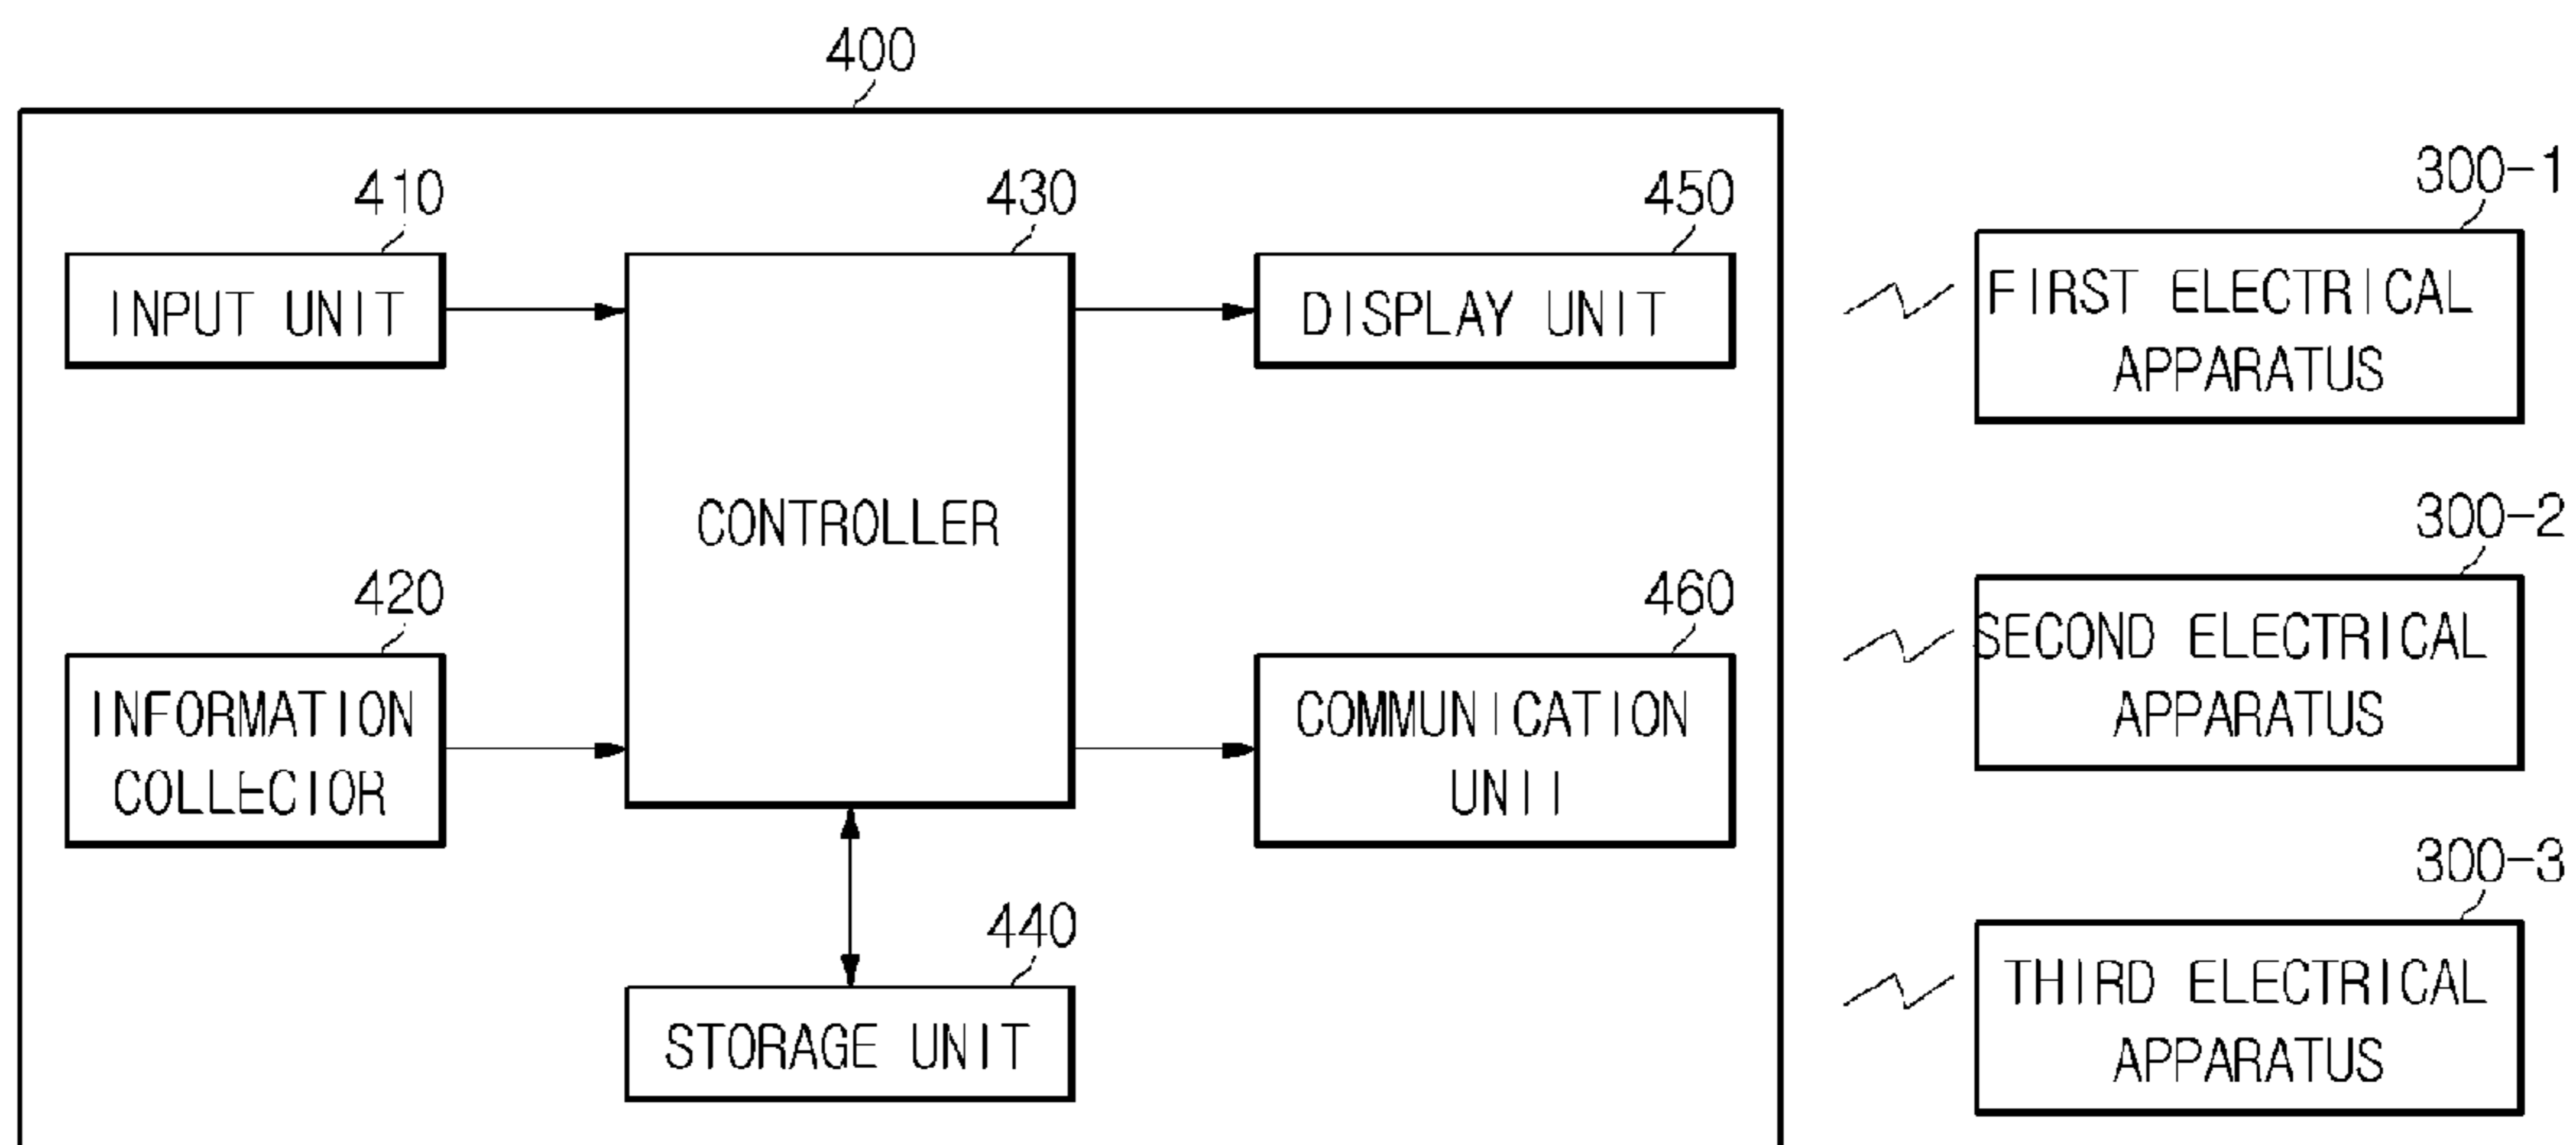 400
410
430
450
300-1
INPUT UNIT
DISPLAY UNIT
FIRST ELECTRICAL
APPARATUS
CONTROLLER
300-2
420
460
SECOND ELECTRICAL
APPARATUS
INFORMATION
COLLECTOR
COMMUNICATION
UNIT
300-3
440
THIRD ELECTRICAL
APPARATUS
STORAGE UNIT